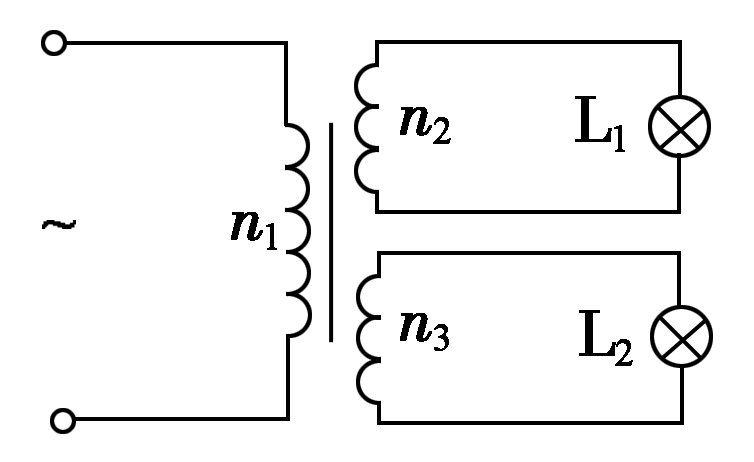 n₂
L₁
~
n₁
n₃
L₂